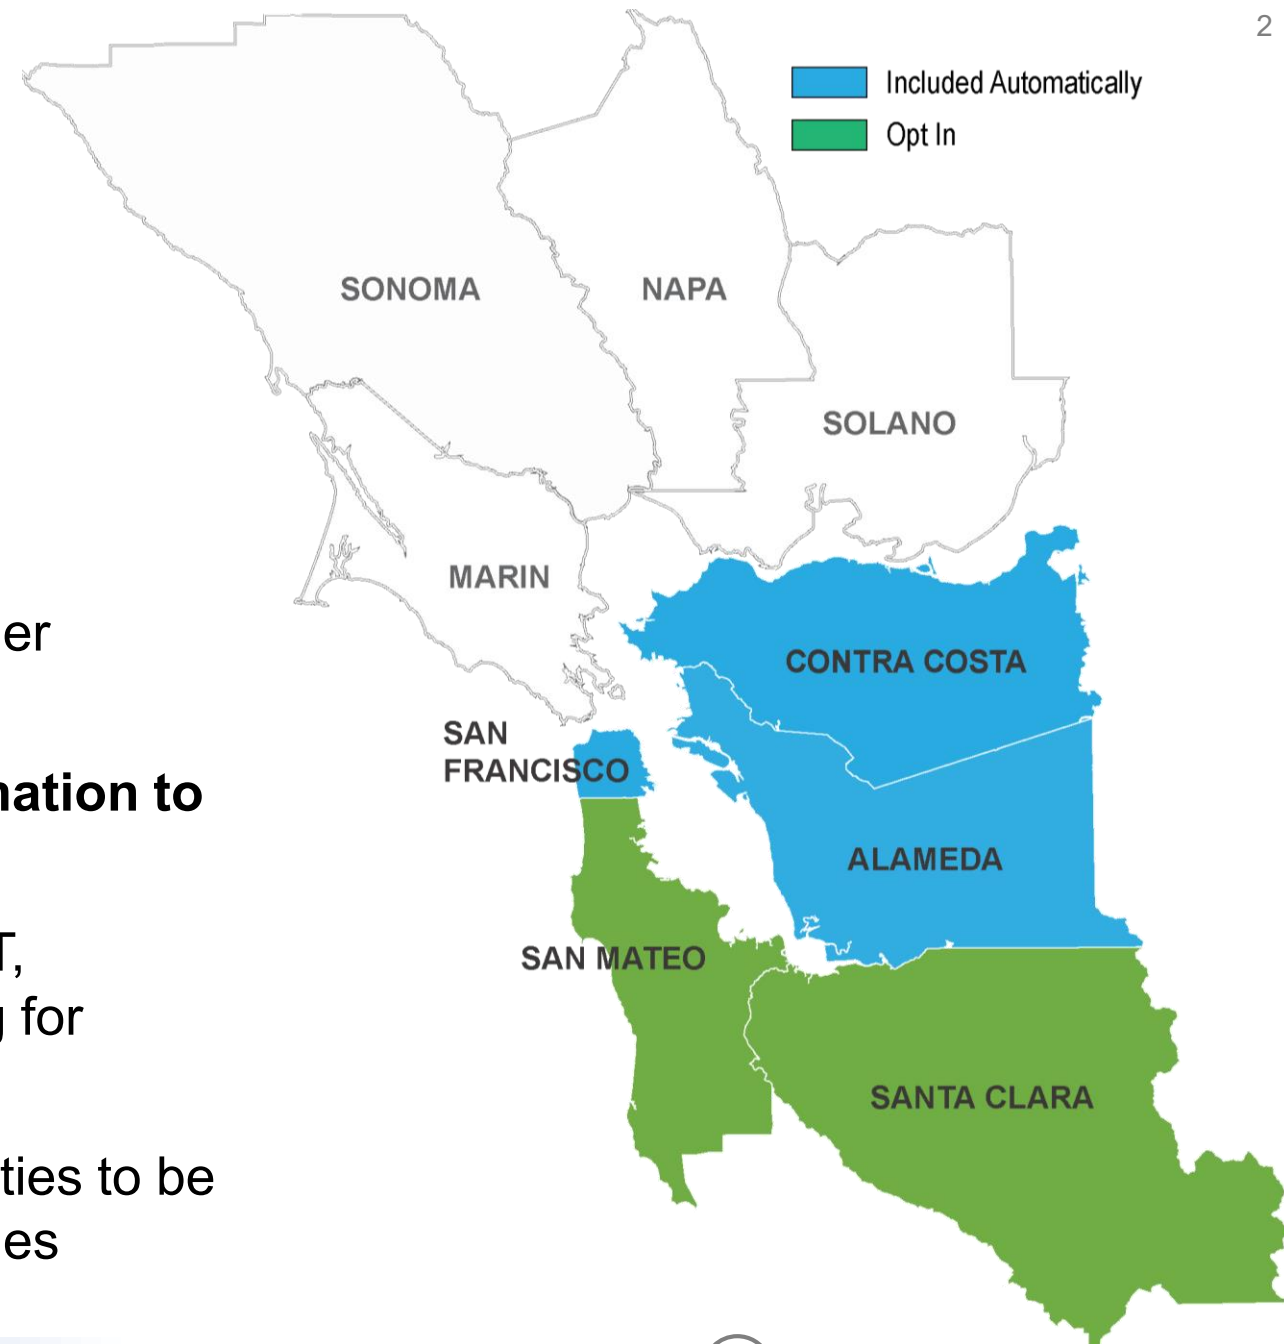 2
Included Automatically
Opt In
SONOMA
NAPA
SOLANO
MARIN
CONTRA COSTA
SAN
FRANCISCO
ALAMEDA
SAN MATEO
SANTA CLARA
er
nation to
T,
g for
ties to be
es